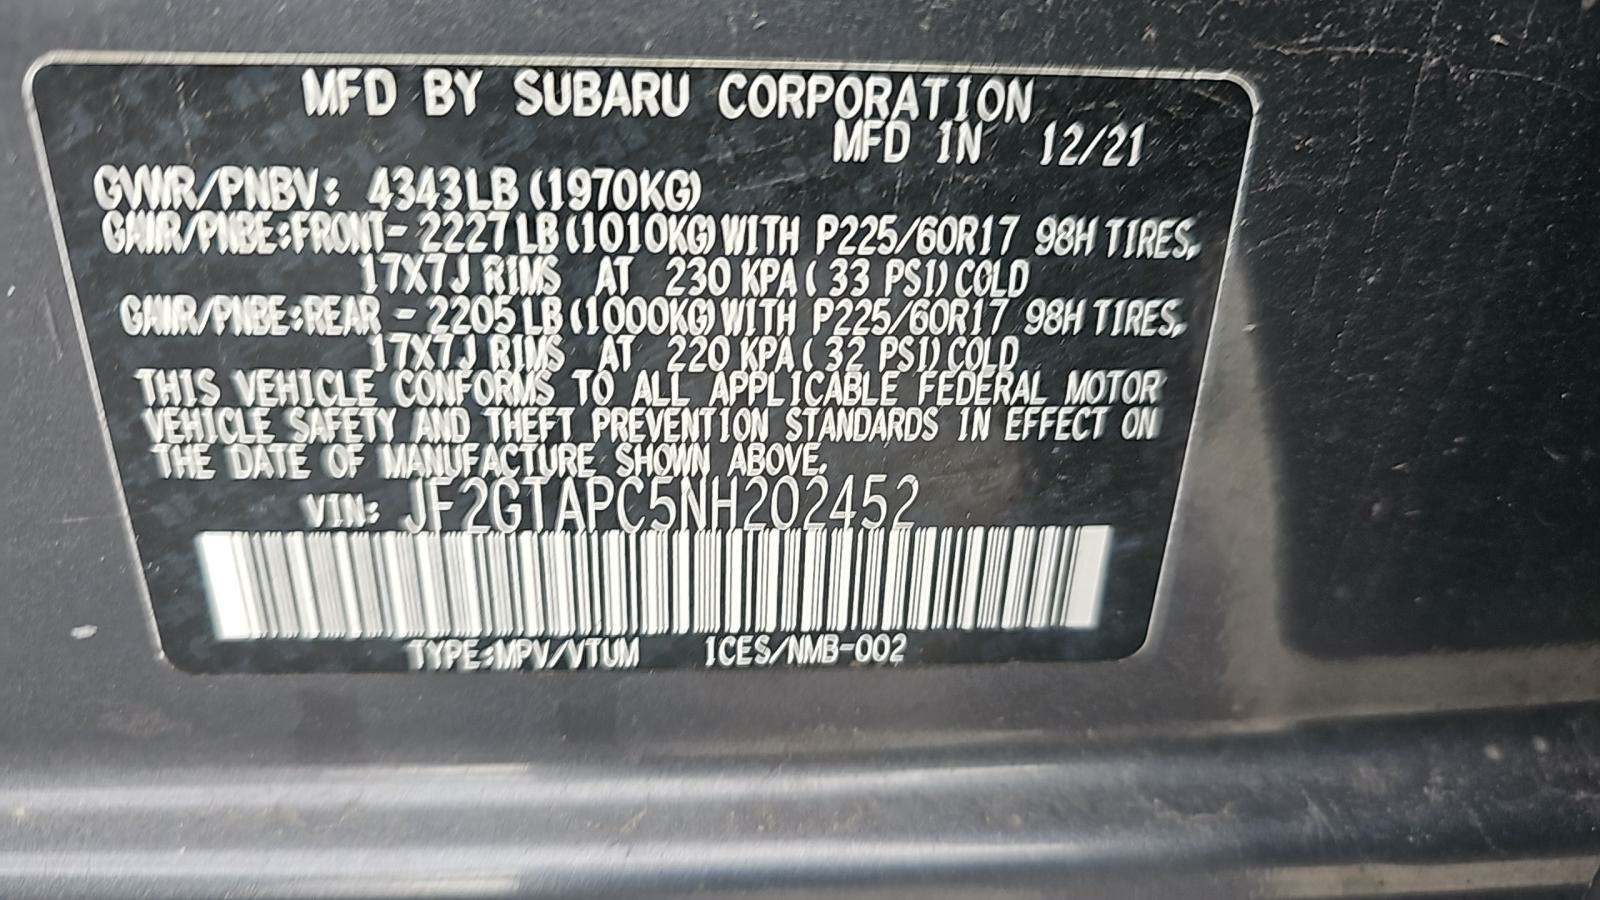 MFD BY SUBARU CORPORATION
MFD IN 12/21
GVWR/PNBV: 4343LB (1970KG)
GAWR/PNBE:FRONT- 2227 LB (1010KG) WITH P225/60R17 98H TIRES,
17X7J RIMS AT 230 KPA ( 33 PSI) COLD
GAWR/PNBE:REAR - 2205 LB (1000KG) WITH P225/60R17 98H TIRES,
17X7J RIMS AT 220 KPA ( 32 PSI) COLD
THIS VEHICLE CONFORMS TO ALL APPLICABLE FEDERAL MOTOR
VEHICLE SAFETY AND THEFT PREVENTION STANDARDS IN EFFECT ON
THE DATE OF MANUFACTURE SHOWN ABOVE.
VIN: JF2GTAPC5NH202452
TYPE:MPV/VTUM ICES/NMB-002